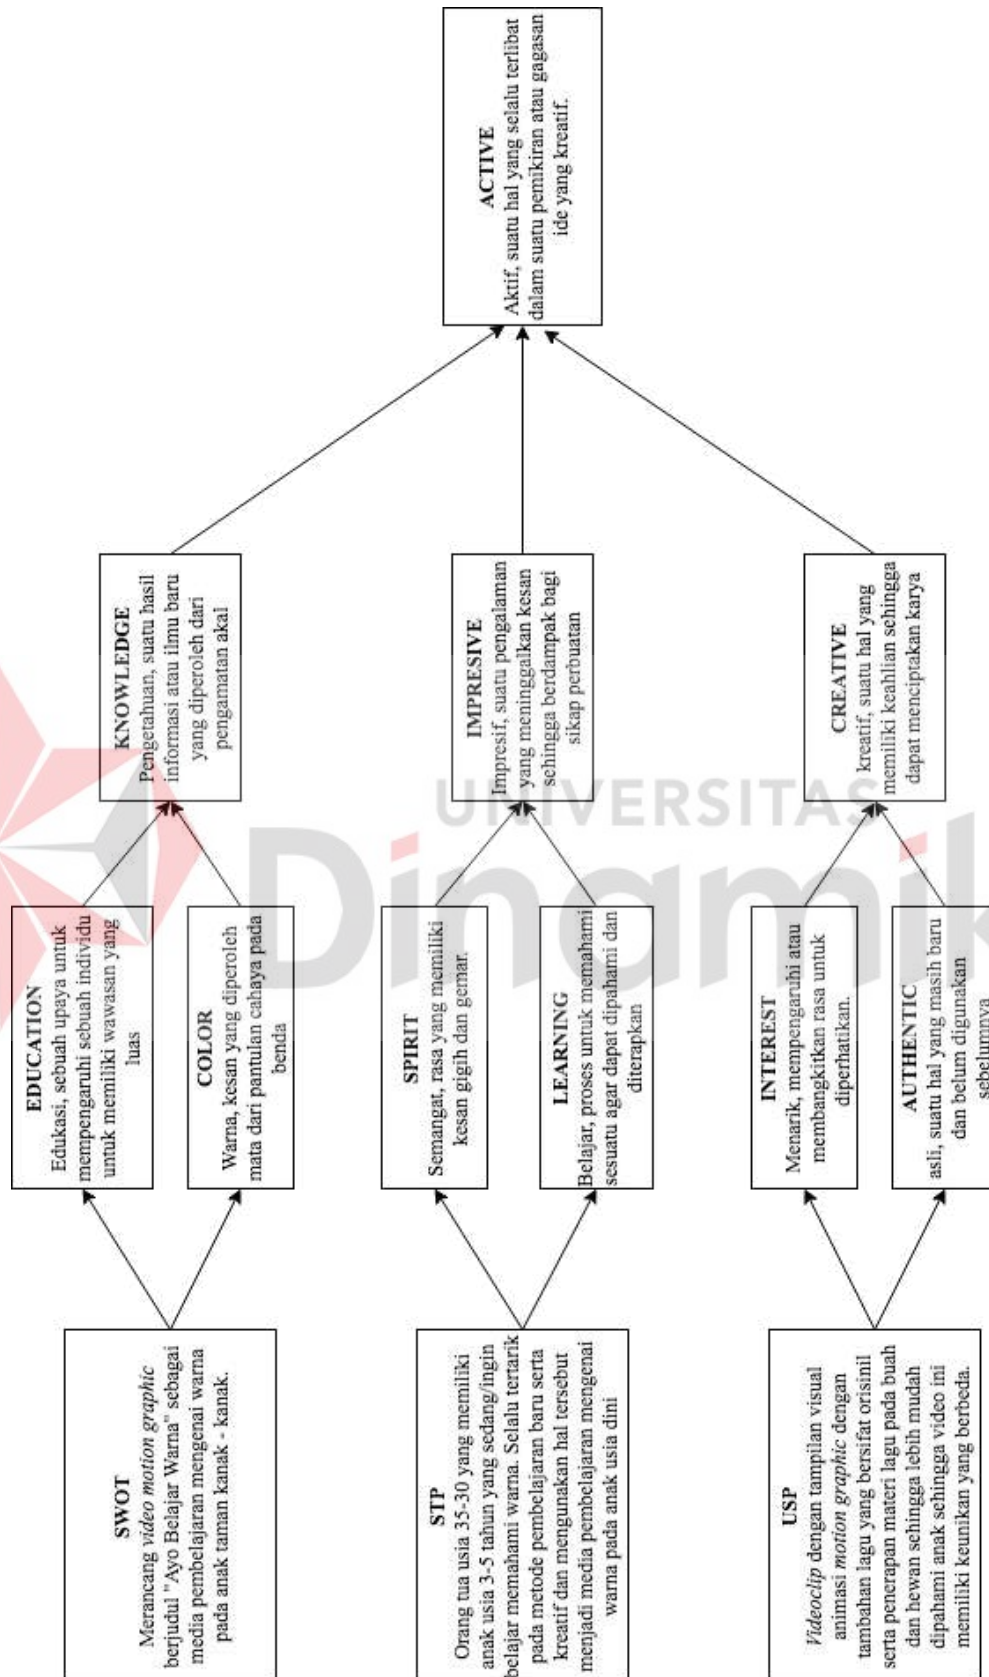 SWOT
Merancang video motion graphic
berjudul "Ayo Belajar Warna" sebagai
media pembelajaran mengenai warna
pada anak taman kanak - kanak.
STP
Orang tua usia 35-30 yang memiliki
anak usia 3-5 tahun yang sedang/ingin
belajar memahami warna. Selalu tertarik
pada metode pembelajaran baru serta
kreatif dan mengunakan hal tersebut
menjadi media pembelajaran mengenai
warna pada anak usia dini
USP
Videoclip dengan tampilan visual
animasi motion graphic dengan
tambahan lagu yang bersifat orisinil
serta penerapan materi lagu pada buah
dan hewan sehingga lebih mudah
dipahami anak sehingga video ini
memiliki keunikan yang berbeda.
EDUCATION
Edukasi, sebuah upaya untuk
mempengaruhi sebuah individu
untuk memiliki wawasan yang
luas
COLOR
Warna, kesan yang diperoleh
mata dari pantulan cahaya pada
benda
SPIRIT
Semangat, rasa yang memiliki
kesan gigih dan gemar.
LEARNING
Belajar, proses untuk memahami
sesuatu agar dapat dipahami dan
diterapkan
INTEREST
Menarik, mempengaruhi atau
membangkitkan rasa untuk
diperhatikan.
AUTHENTIC
asli, suatu hal yang masih baru
dan belum digunakan
sebelumnya
KNOWLEDGE
Pengetahuan, suatu hasil
informasi atau ilmu baru
yang diperoleh dari
pengamatan akal
IMPRESIVE
Impresif, suatu pengalaman
yang meninggalkan kesan
sehingga berdampak bagi
sikap perbuatan
CREATIVE
kreatif, suatu hal yang
memiliki keahlian sehingga
dapat menciptakan karya
ACTIVE
Aktif, suatu hal yang selalu terlibat
dalam suatu pemikiran atau gagasan
ide yang kreatif.
UNIVERSITAS
Dinamik